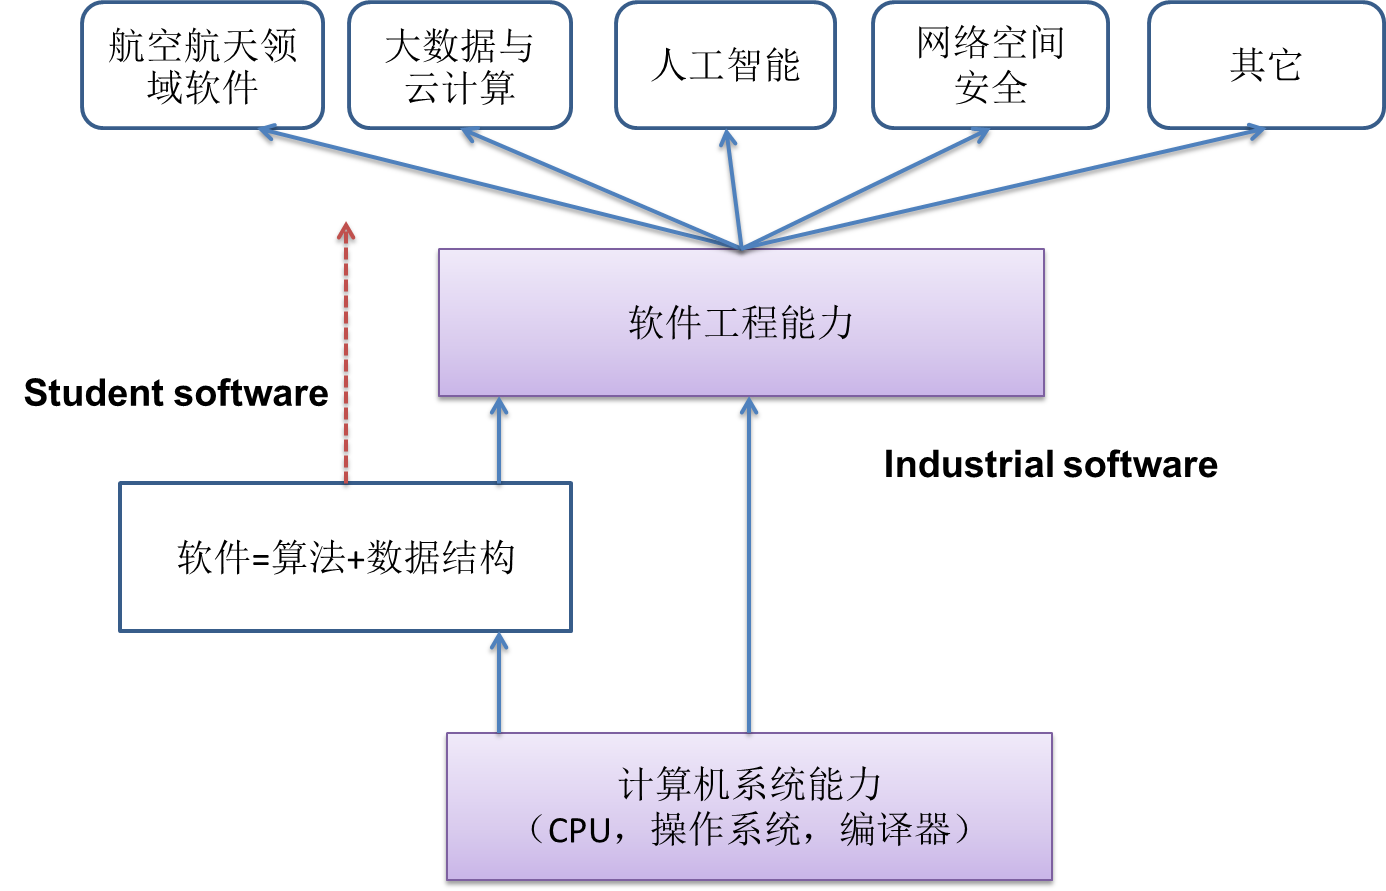 航空航天领
域软件
大数据与
云计算
人工智能
网络空间
安全
其它
软件工程能力
Student software
Industrial software
软件=算法+数据结构
计算机系统能力
（CPU，操作系统，编译器）